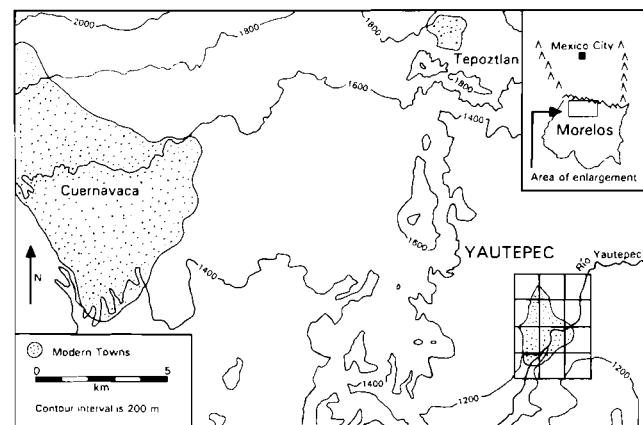 2000
1800
1800
Tepoztlan
C1800
1600
1400
Mexico City
Morelos
Area of enlargement
Cuernavaca
1600
YAUTEPEC
Río Yautepec
N
1400
1400
1200
1200
Modern Towns
0 5
km
Contour interval is 200 m